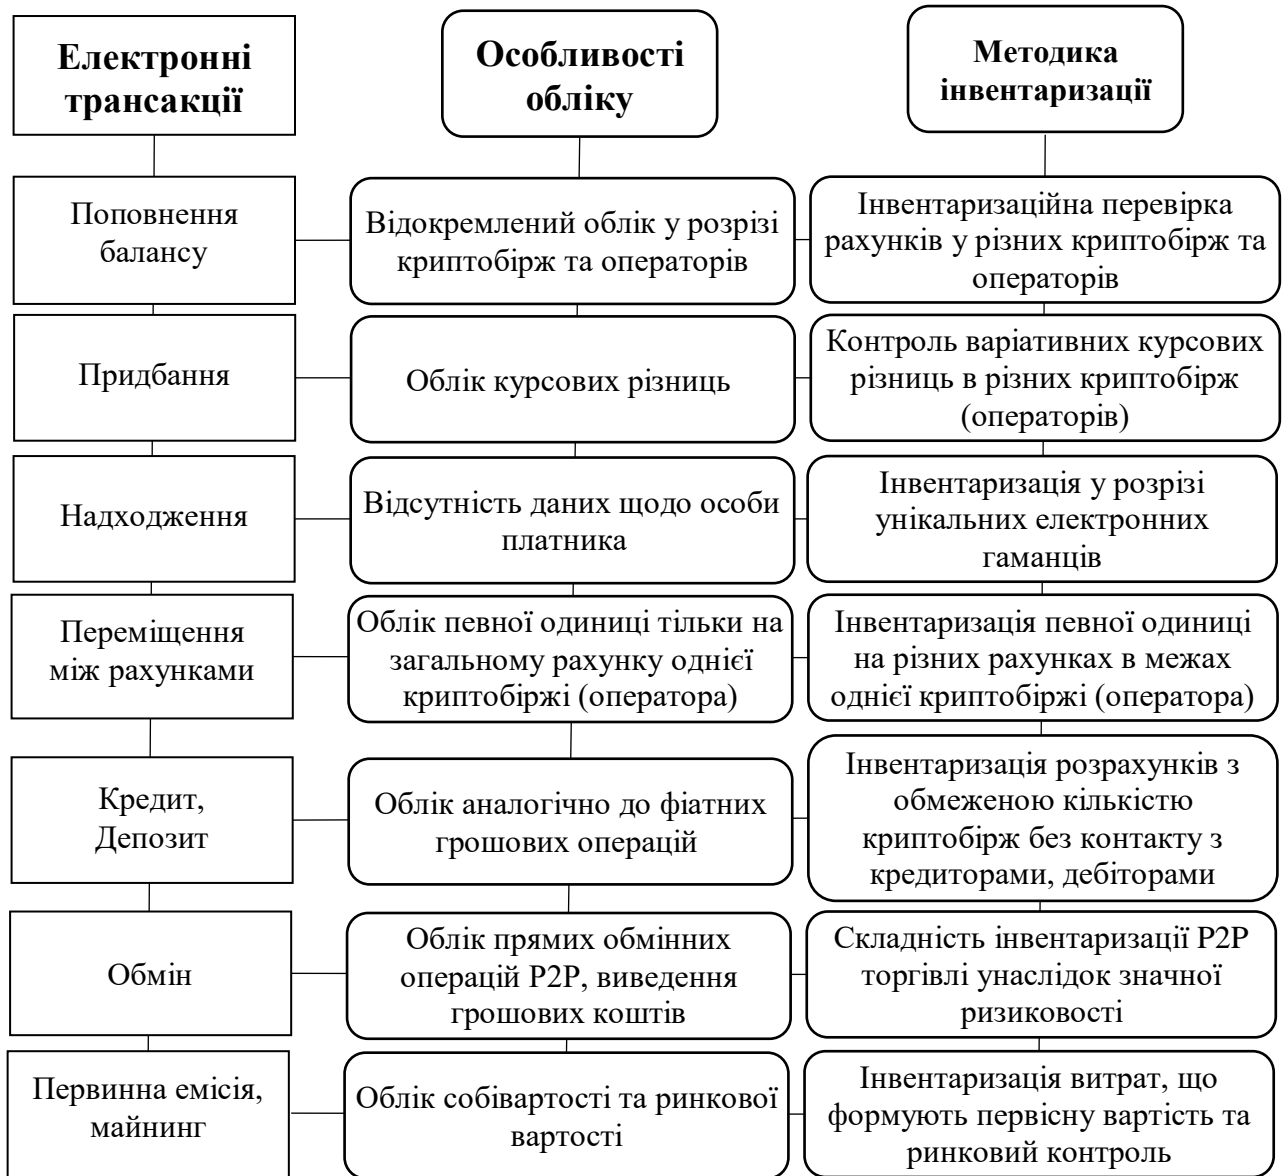 Електронні
трансакції
Особливості
обліку
Методика
інвентаризації
Поповнення
балансу
Відокремлений облік у розрізі
криптобірж та операторів
Інвентаризаційна перевірка
рахунків у різних криптобірж та
операторів
Придбання
Облік курсових різниць
Контроль варіативних курсових
різниць в різних криптобірж
(операторів)
Надходження
Відсутність даних щодо особи
платника
Інвентаризація у розрізі
унікальних електронних
гаманців
Переміщення
між рахунками
Облік певної одиниці тільки на
загальному рахунку однієї
криптобіржі (оператора)
Інвентаризація певної одиниці
на різних рахунках в межах
однієї криптобіржі (оператора)
Кредит,
Депозит
Облік аналогічно до фіатних
грошових операцій
Інвентаризація розрахунків з
обмеженою кількістю
криптобірж без контакту з
кредиторами, дебіторами
Обмін
Облік прямих обмінних
операцій P2P, виведення
грошових коштів
Складність інвентаризації P2P
торгівлі унаслідок значної
ризиковості
Первинна емісія,
майнинг
Облік собівартості та ринкової
вартості
Інвентаризація витрат, що
формують первісну вартість та
ринковий контроль